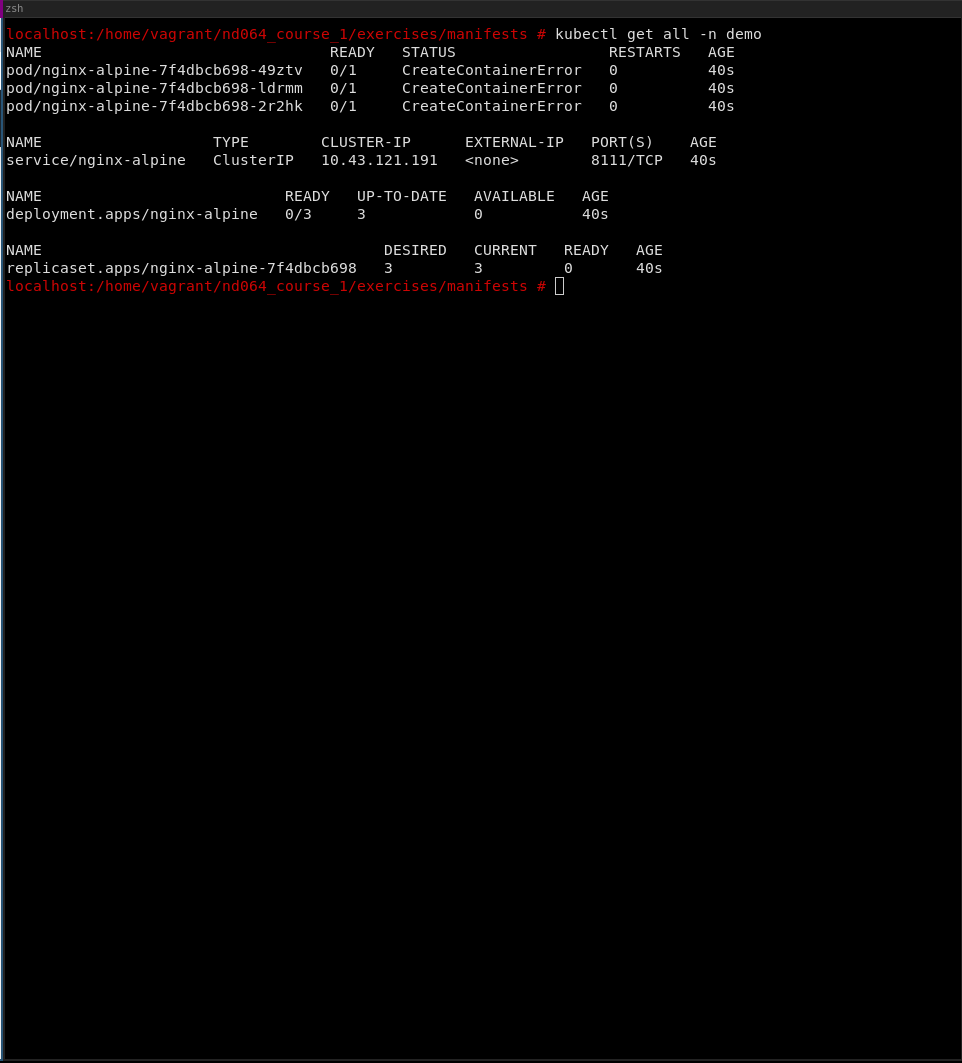 zsh
localhost:/home/vagrant/nd064_course_1/exercises/manifests # kubectl get all -n demo
NAME                                READY   STATUS                 RESTARTS   AGE
pod/nginx-alpine-7f4dbcb698-49ztv   0/1     CreateContainerError   0          40s
pod/nginx-alpine-7f4dbcb698-ldrmm   0/1     CreateContainerError   0          40s
pod/nginx-alpine-7f4dbcb698-2r2hk   0/1     CreateContainerError   0          40s
NAME                   TYPE        CLUSTER-IP      EXTERNAL-IP   PORT(S)    AGE
service/nginx-alpine   ClusterIP   10.43.121.191   <none>        8111/TCP   40s
NAME                           READY   UP-TO-DATE   AVAILABLE   AGE
deployment.apps/nginx-alpine   0/3     3            0           40s
NAME                                      DESIRED   CURRENT   READY   AGE
replicaset.apps/nginx-alpine-7f4dbcb698   3         3         0       40s
localhost:/home/vagrant/nd064_course_1/exercises/manifests #